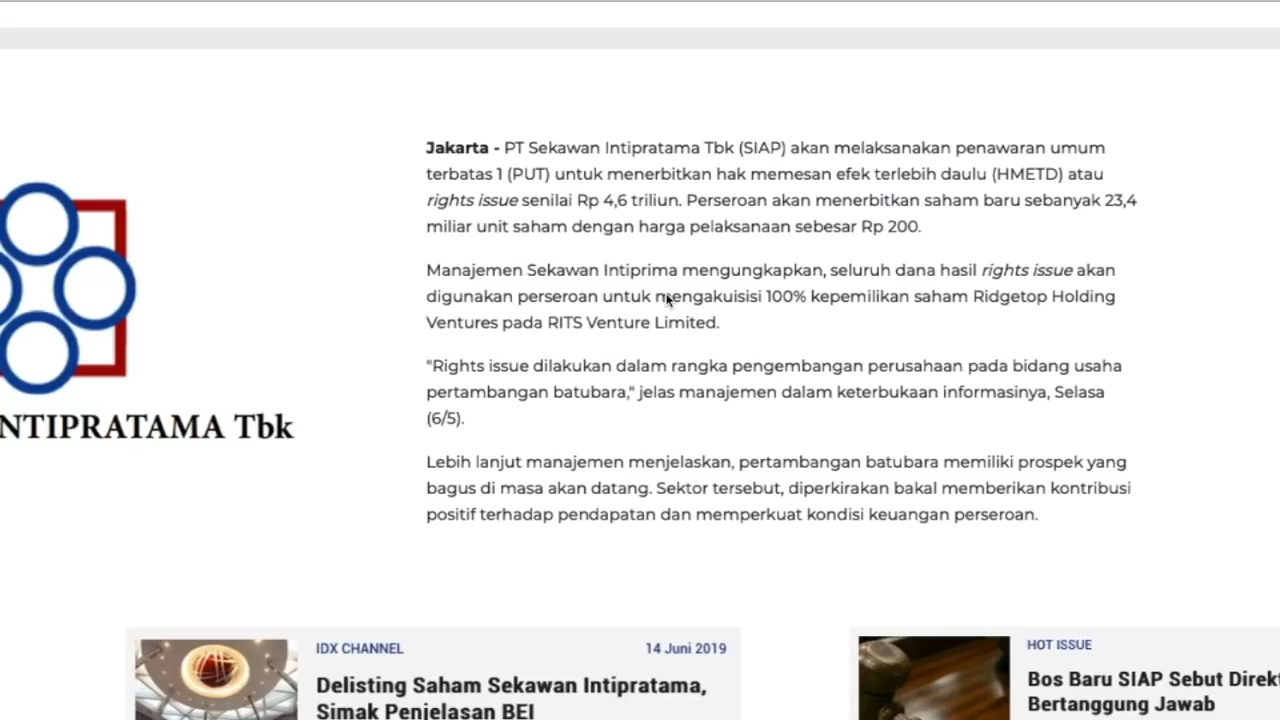 Jakarta - PT Sekawan Intipratama Tbk (SIAP) akan melaksanakan penawaran umum
terbatas 1 (PUT) untuk menerbitkan hak memesan efek terlebih daulu (HMETD) atau
rights issue senilai Rp 4,6 triliun. Perseroan akan menerbitkan saham baru sebanyak 23,4
miliar unit saham dengan harga pelaksanaan sebesar Rp 200.
Manajemen Sekawan Intiprima mengungkapkan, seluruh dana hasil rights issue akan
digunakan perseroan untuk mengakuisisi 100% kepemilikan saham Ridgetop Holding
Ventures pada RITS Venture Limited.
"Rights issue dilakukan dalam rangka pengembangan perusahaan pada bidang usaha
pertambangan batubara," jelas manajemen dalam keterbukaan informasinya, Selasa
(6/5).
Lebih lanjut manajemen menjelaskan, pertambangan batubara memiliki prospek yang
bagus di masa akan datang. Sektor tersebut, diperkirakan bakal memberikan kontribusi
positif terhadap pendapatan dan memperkuat kondisi keuangan perseroan.
NTIPRATAMA Tbk
IDX CHANNEL 14 Juni 2019
Delisting Saham Sekawan Intipratama,
Simak Penjelasan BEI
HOT ISSUE
Bos Baru SIAP Sebut Direkt
Bertanggung Jawab